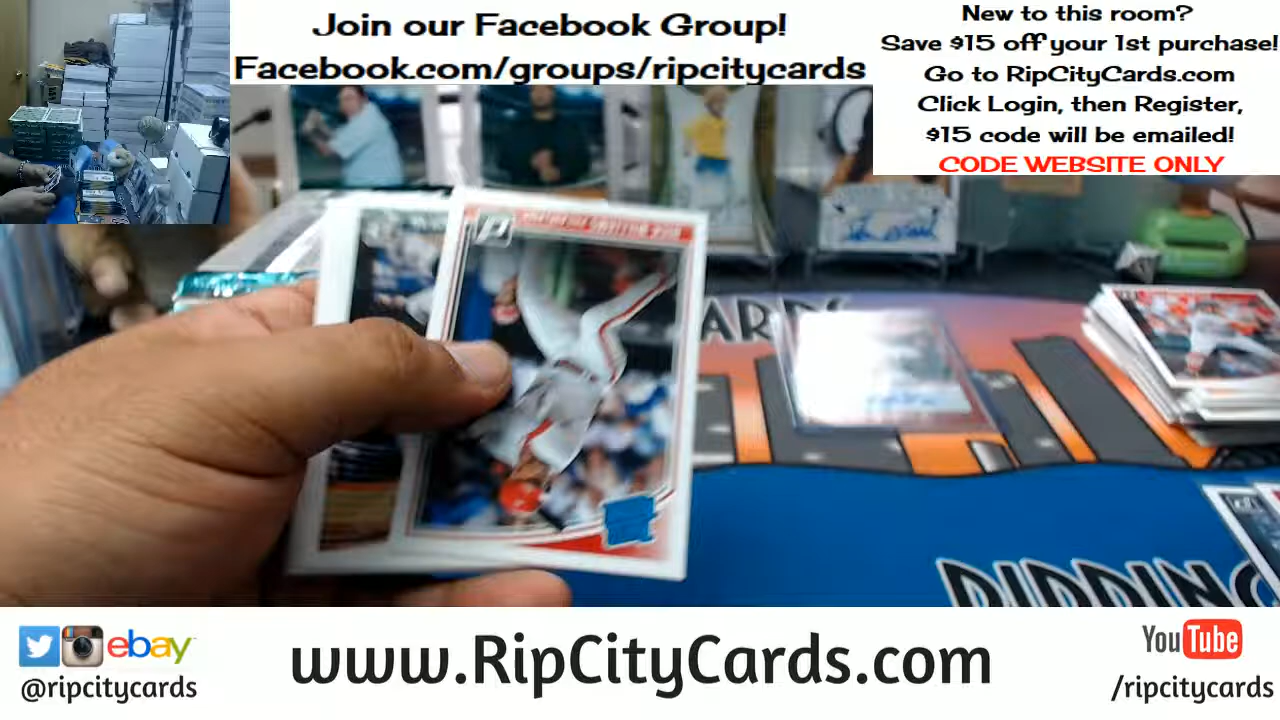 Join our Facebook Group!
Facebook.com/groups/ripcitycards
New to this room?
Save $15 off your 1st purchase!
Go to RipCityCards.com
Click Login, then Register,
$15 code will be emailed!
CODE WEBSITE ONLY
CARDS
RIPPING
ebay
@ripcitycards
www.RipCityCards.com
YouTube
/ripcitycards